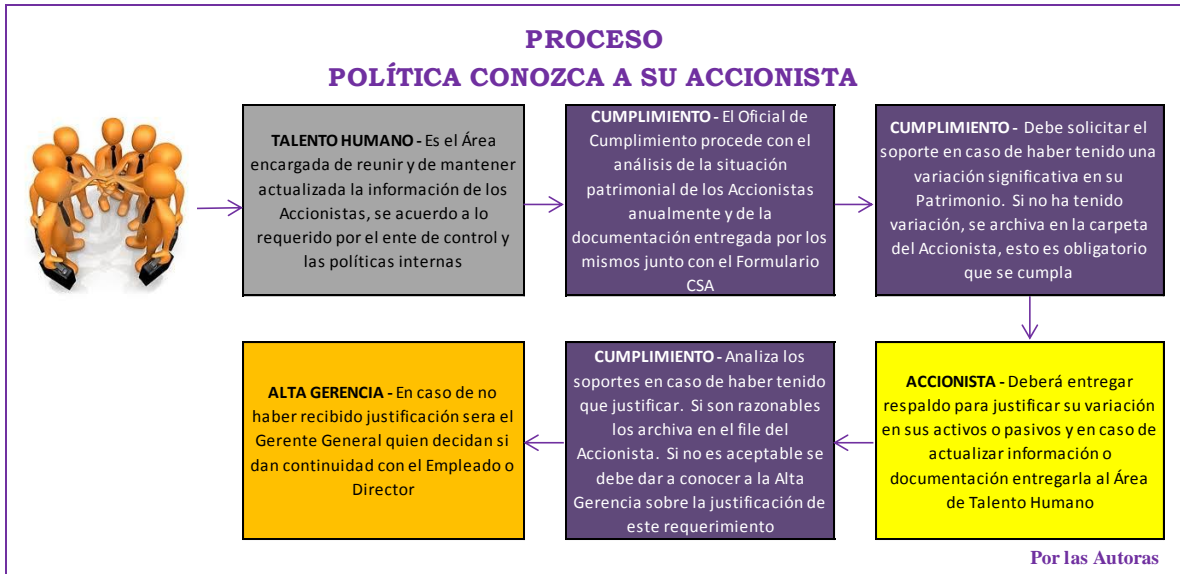 PROCESO
POLÍTICA CONOZCA A SU ACCIONISTA
TALENTO HUMANO - Es el Área
encargada de reunir y de mantener
actualizada la información de los
Accionistas, se acuerdo a lo
requerido por el ente de control y
las políticas internas
CUMPLIMIENTO - El Oficial de
Cumplimiento procede con el
análisis de la situación
patrimonial de los Accionistas
anualmente y de la
documentación entregada por los
mismos junto con el Formulario
CSA
CUMPLIMIENTO - Debe solicitar el
soporte en caso de haber tenido una
variación significativa en su
Patrimonio. Si no ha tenido
variación, se archiva en la carpeta
del Accionista, esto es obligatorio
que se cumpla
ACCIONISTA - Deberá entregar
respaldo para justificar su variación
en sus activos o pasivos y en caso de
actualizar información o
documentación entregarla al Área
de Talento Humano
CUMPLIMIENTO - Analiza los
soportes en caso de haber tenido
que justificar. Si son razonables
los archiva en el file del
Accionista. Si no es aceptable se
debe dar a conocer a la Alta
Gerencia sobre la justificación de
este requerimiento
ALTA GERENCIA - En caso de no
haber recibido justificación sera el
Gerente General quien decidan si
dan continuidad con el Empleado o
Director
Por las Autoras